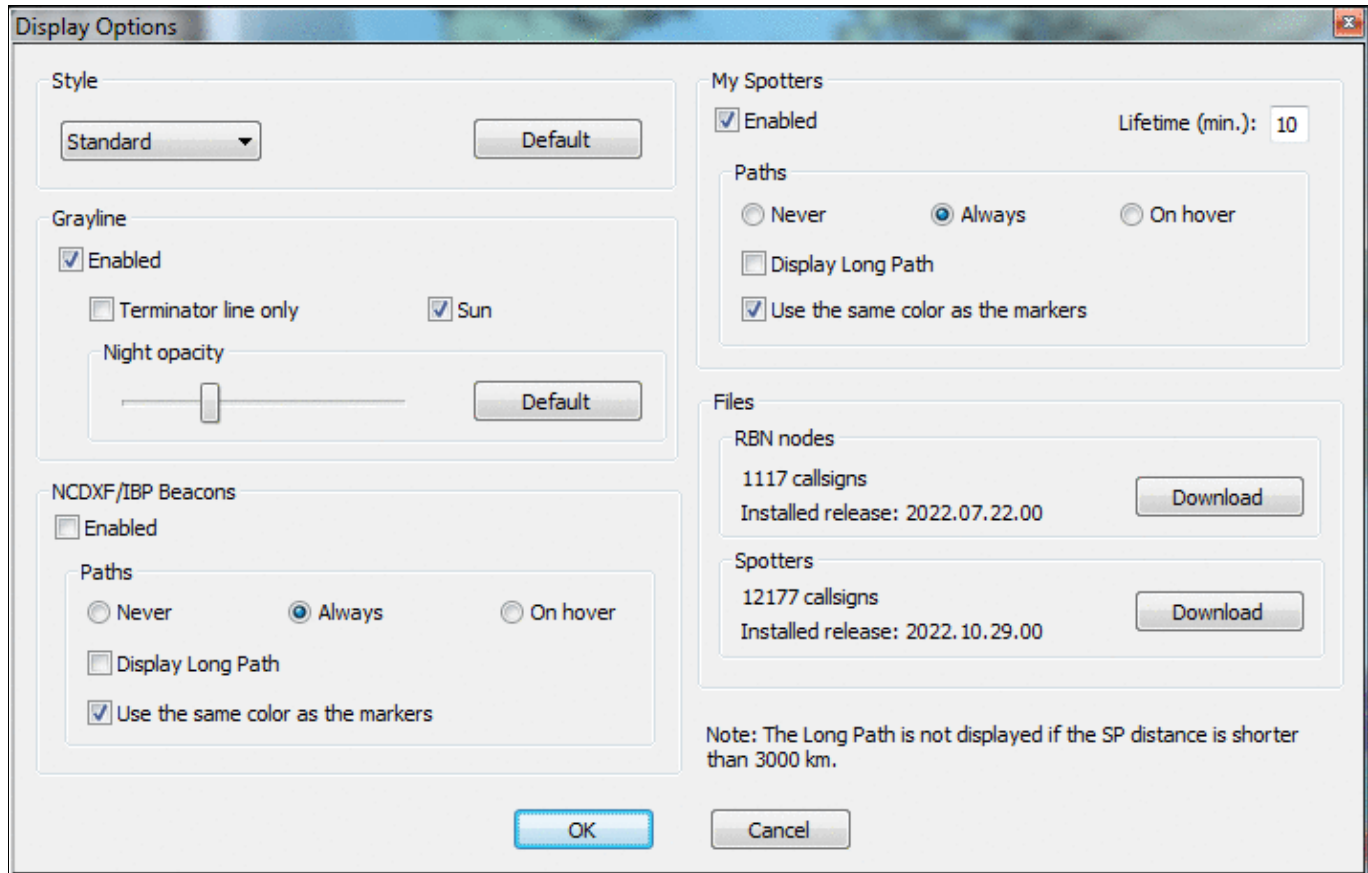 Display Options
Style
Standard
Default
Grayline
Enabled
Terminator line only
Sun
Night opacity
Default
NCDXF/IBP Beacons
Enabled
Paths
Never
Always
On hover
Display Long Path
Use the same color as the markers
My Spotters
Enabled
Lifetime (min.): 10
Paths
Never
Always
On hover
Display Long Path
Use the same color as the markers
Files
RBN nodes
1117 callsigns
Installed release: 2022.07.22.00
Download
Spotters
12177 callsigns
Installed release: 2022.10.29.00
Download
Note: The Long Path is not displayed if the SP distance is shorter
than 3000 km.
OK
Cancel